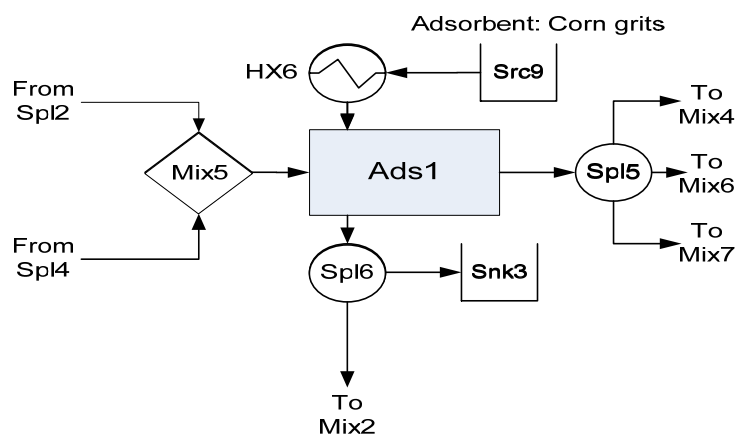 Adsorbent: Corn grits
HX6
Src9
From
Spl2
To
Mix4
Mix5
Ads1
Spl5
To
Mix6
From
Spl4
To
Mix7
Spl6
Snk3
To
Mix2